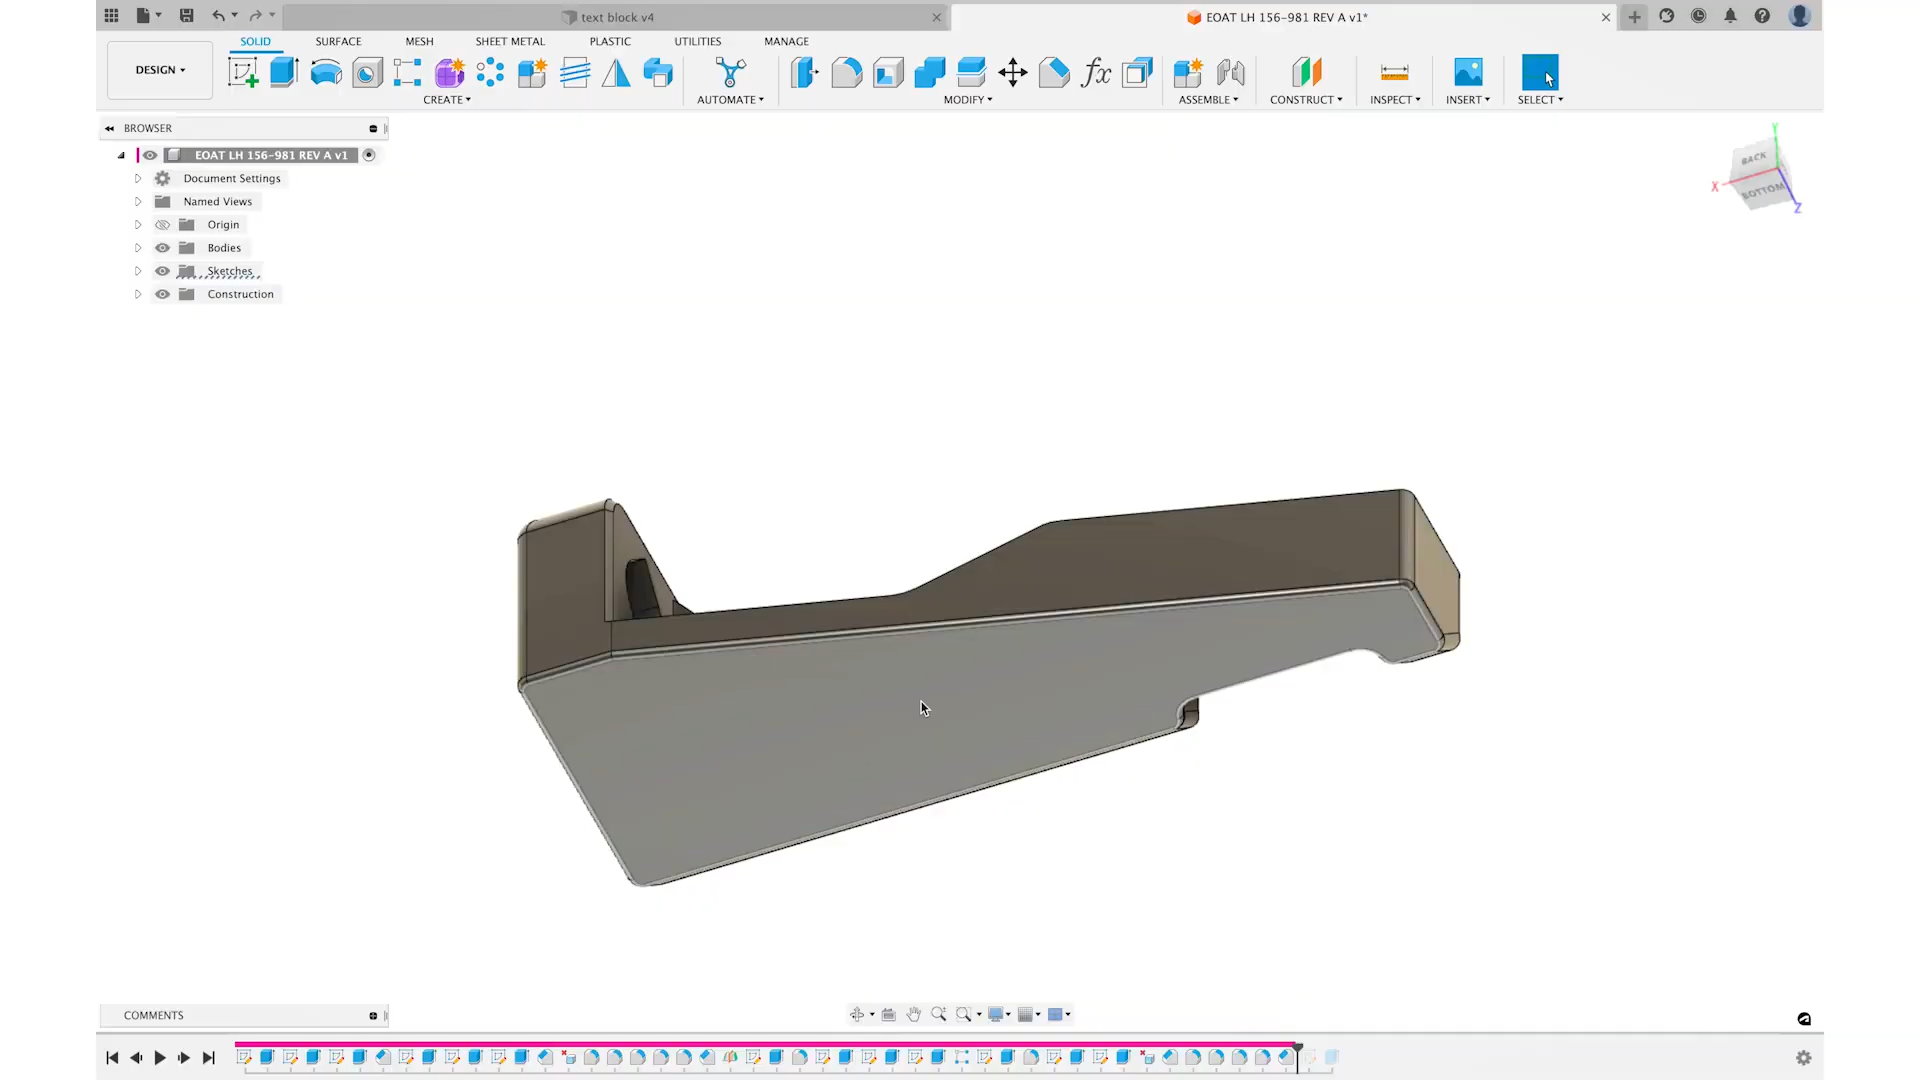 text block v4
EOAT LH 156-981 REV A v1*
SOLID
SURFACE
MESH
SHEET METAL
PLASTIC
UTILITIES
MANAGE
DESIGN
fx
CREATE
AUTOMATE
MODIFY
ASSEMBLE
CONSTRUCT
INSPECT
INSERT
SELECT
BROWSER
EOAT LH 156-981 REV A v1
Document Settings
Named Views
Origin
Bodies
Sketches
Construction
Y
BACK
X
BOTTOM
Z
COMMENTS